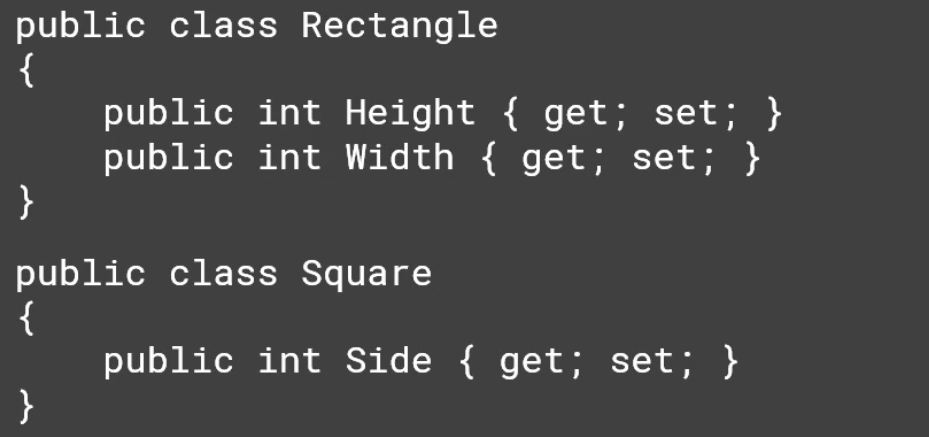 public class Rectangle
{
    public int Height { get; set; }
    public int Width { get; set; }
}
public class Square
{
    public int Side { get; set; }
}